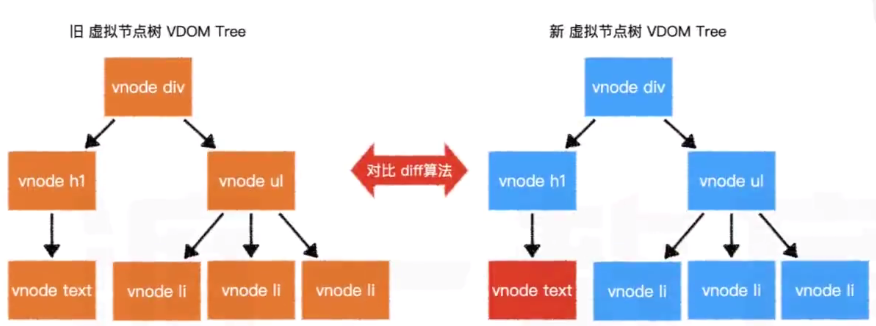 旧 虚拟节点树 VDOM Tree
新 虚拟节点树 VDOM Tree
vnode div
vnode div
vnode h1
vnode ul
对比 diff算法
vnode h1
vnode ul
vnode text
vnode li
vnode li
vnode li
vnode text
vnode li
vnode li
vnode li